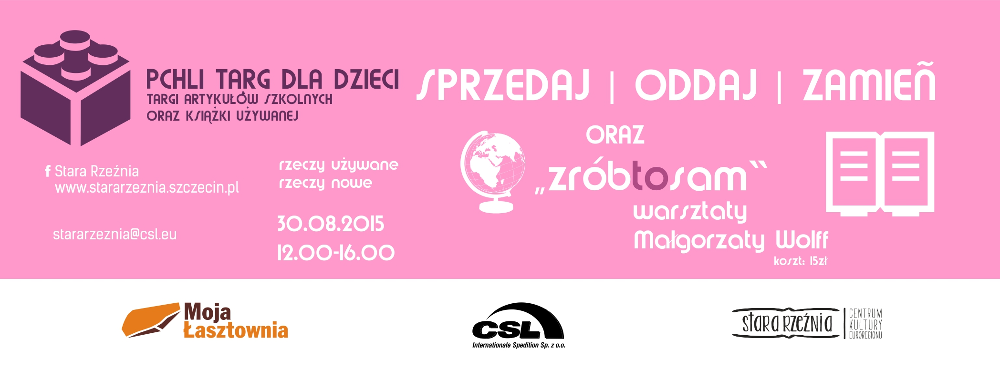 PCHLI TARG DLA DZIECI
TARGI ARTYKUŁÓW SZKOLNYCH
ORAZ KSIĄŻKI UŻYWANEJ
f Stara Rzeźnia
www.stararzeznia.szczecin.pl
stararzeznia@csl.eu
rzeczy używane
rzeczy nowe
30.08.2015
12.00-16.00
SPRZEDAJ | ODDAJ | ZAMIEÑ
ORAZ
„zróbtosam‶
warsztaty
Małgorzaty Wolff
koszt: 15zł
Moja
Łasztownia
CSL
Internationale Spedition Sp. z o.o.
stara rzeźnia
CENTRUM
KULTURY
EUROREGIONU